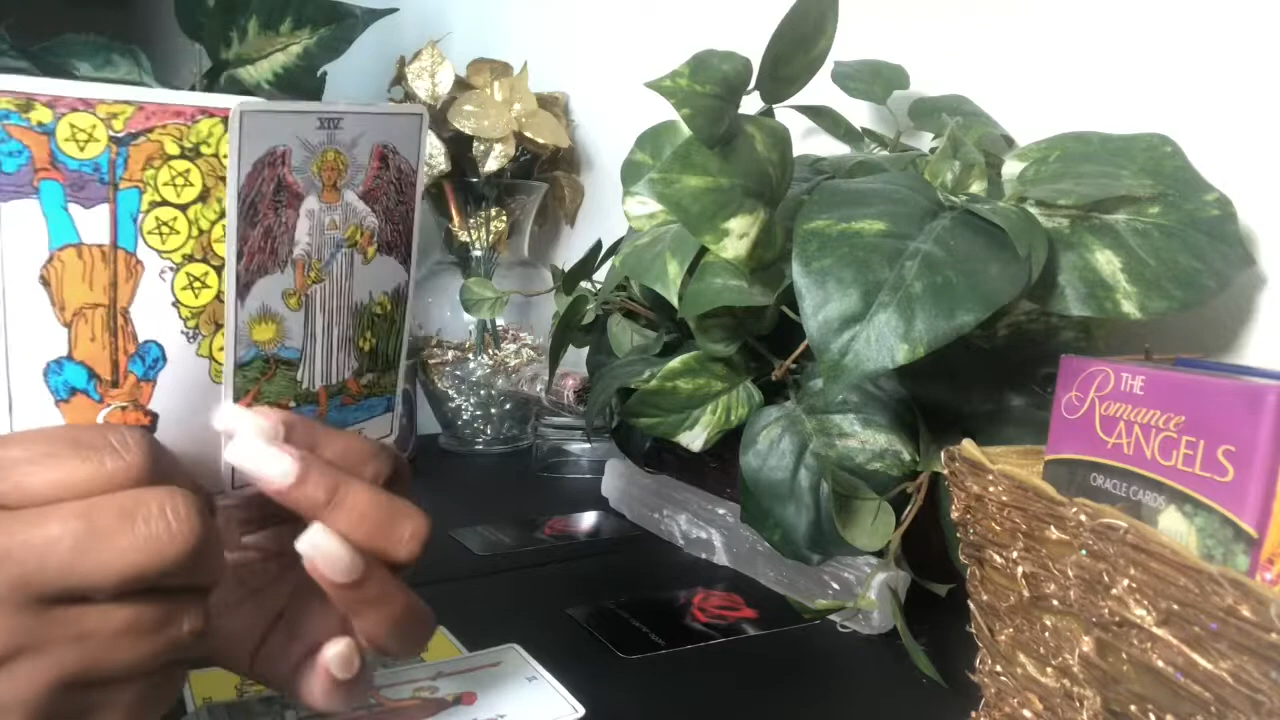 XIV
THE
Romance
ANGELS
ORACLE CARDS